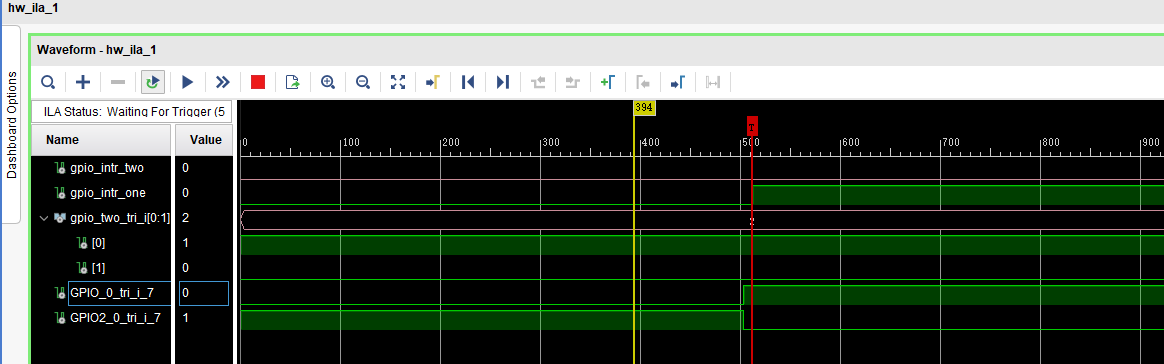 hw_ila_1
Dashboard Options
Waveform - hw_ila_1
ILA Status: Waiting For Trigger (5
394
T
Name Value
0 100 200 300 400 500 600 700 800 900
gpio_intr_two 0
gpio_intr_one 0
gpio_two_tri_i[0:1] 2
[0] 1
[1] 0
GPIO_0_tri_i_7 0
GPIO2_0_tri_i_7 1